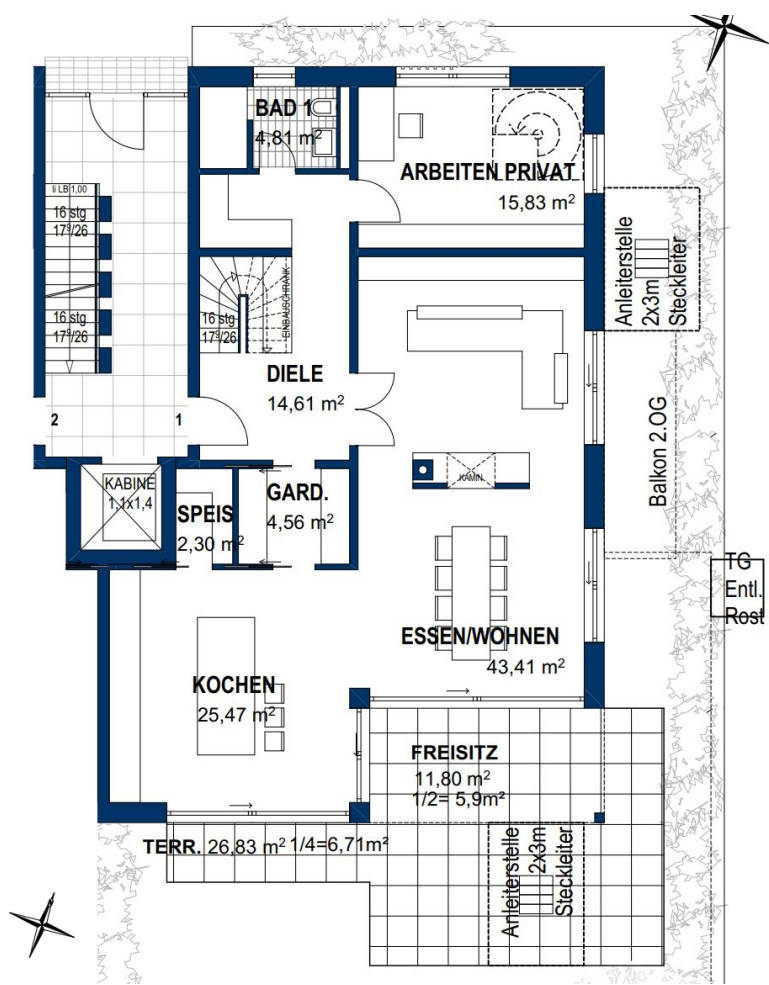 BAD 1
4,81 m²
ARBEITEN PRIVAT
15,83 m²
li LB 1,00
16 stg
17⁹/26
16 stg
17⁹/26
Anleiterstelle
2x3m
Steckleiter
EINBAUSCHRANK
16 stg
17⁹/26
DIELE
14,61 m²
2
1
Balkon 2.OG
KAMIN
KABINE
1,1x1,4
GARD.
4,56 m²
SPEIS
2,30 m²
TG
Entl.
Rost
ESSEN/WOHNEN
43,41 m²
KOCHEN
25,47 m²
FREISITZ
11,80 m²
1/2= 5,9m²
TERR. 26,83 m² 1/4=6,71m²
Anleiterstelle
2x3m
Steckleiter